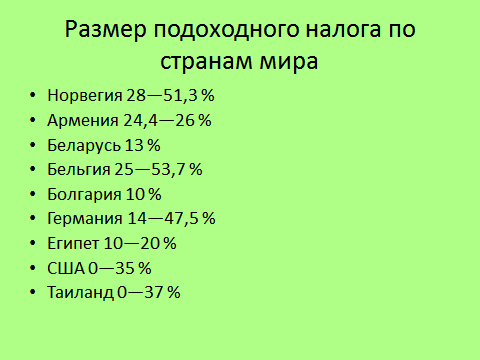 Размер подоходного налога по
странам мира
• Норвегия 28—51,3 %
• Армения 24,4—26 %
• Беларусь 13 %
• Бельгия 25—53,7 %
• Болгария 10 %
• Германия 14—47,5 %
• Египет 10—20 %
• США 0—35 %
• Таиланд 0—37 %